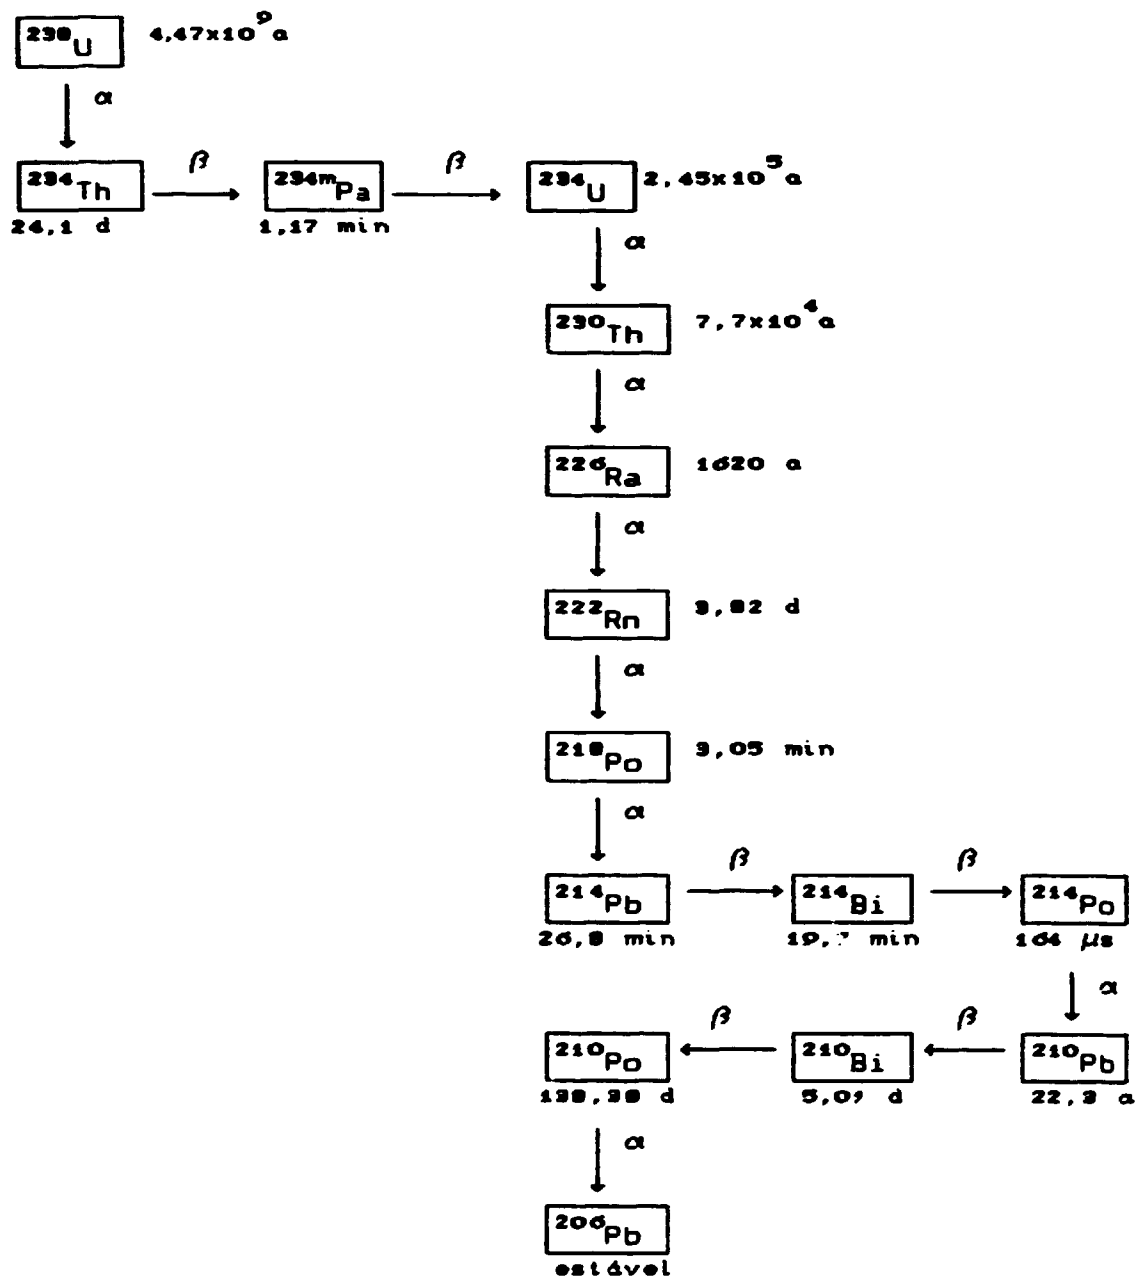 ²³⁸U 4,47x10⁹a
α
²³⁴Th β ²³⁴ᵐPa β ²³⁴U 2,45x10⁵a
24,1 d 1,17 min
α
²³⁰Th 7,7x10⁴a
α
²²⁶Ra 1620 a
α
²²²Rn 3,82 d
α
²¹⁸Po 3,05 min
α
²¹⁴Pb β ²¹⁴Bi β ²¹⁴Po
26,8 min min 164 μs
α
²¹⁰Po β ²¹⁰Bi β ²¹⁰Pb
138,38 d d 22,3 a
α
²⁰⁶Pb
estável